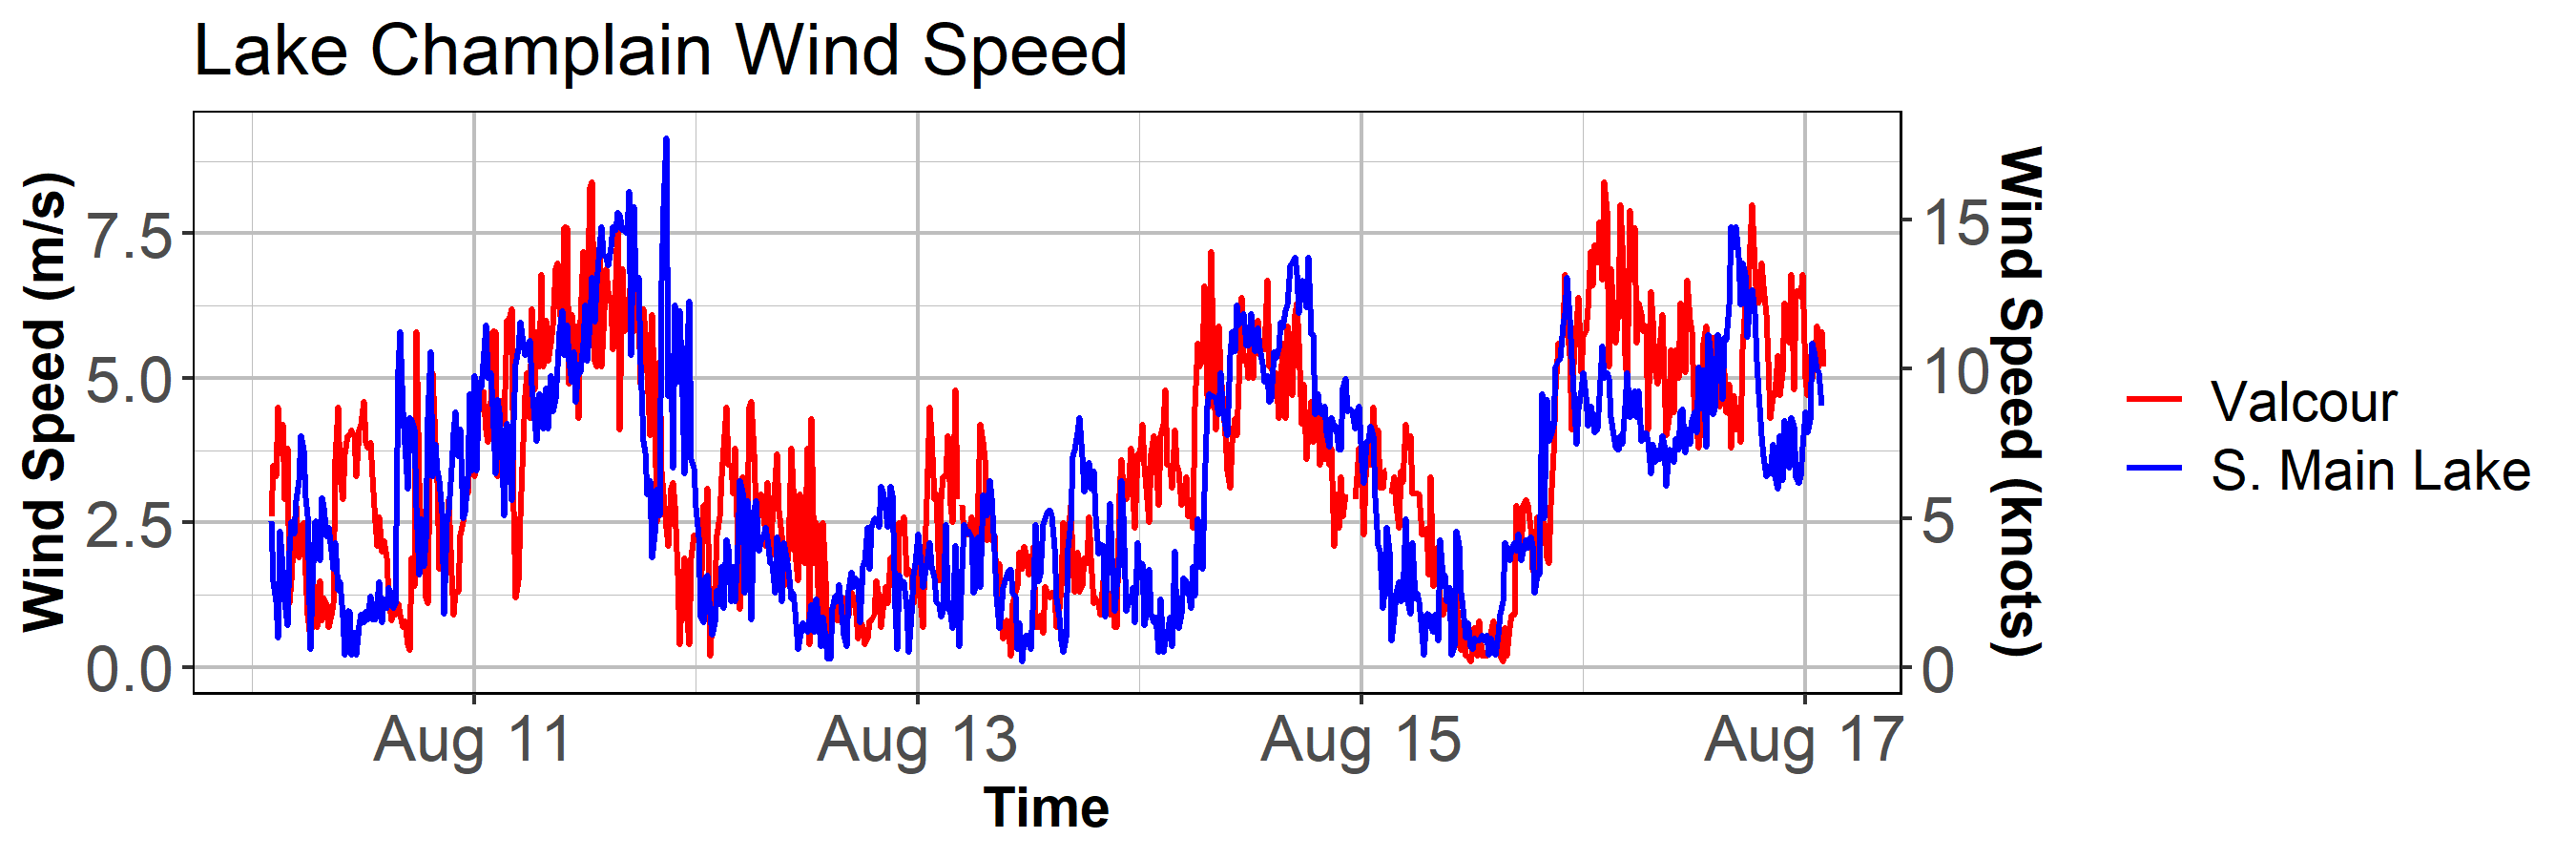 Lake Champlain Wind Speed
Wind Speed (m/s)
7.5
5.0
2.5
0.0
15
10
5
0
Wind Speed (knots)
Valcour
S. Main Lake
Aug 11
Aug 13
Aug 15
Aug 17
Time